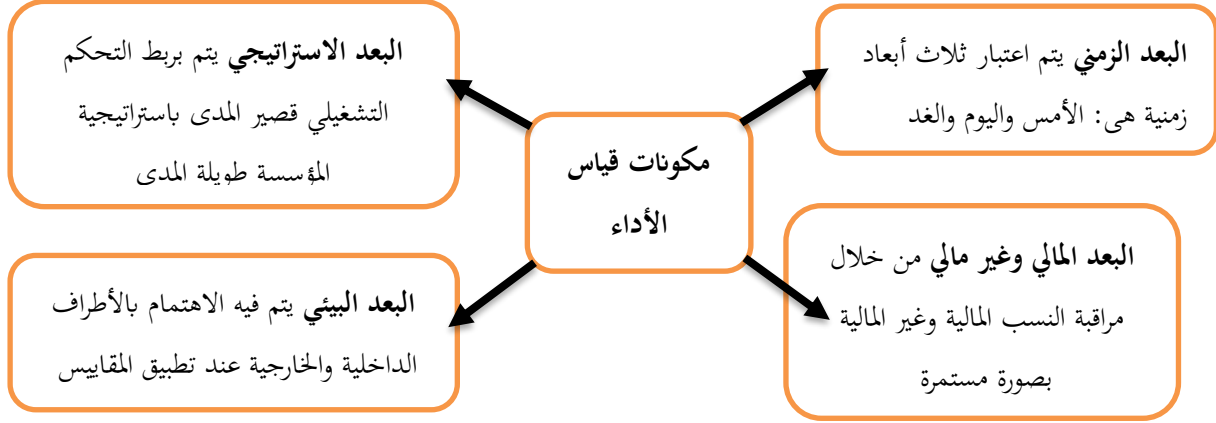 البعد الزمني يتم اعتبار ثلاث أبعاد
زمنية هى: الأمس واليوم والغد
البعد الاستراتيجي يتم بربط التحكم
التشغيلي قصير المدى باستراتيجية
المؤسسة طويلة المدى
مكونات قياس
الأداء
البعد المالي وغير مالي من خلال
مراقبة النسب المالية وغير المالية
بصورة مستمرة
البعد البيئي يتم فيه الاهتمام بالأطراف
الداخلية والخارجية عند تطبيق المقاييس